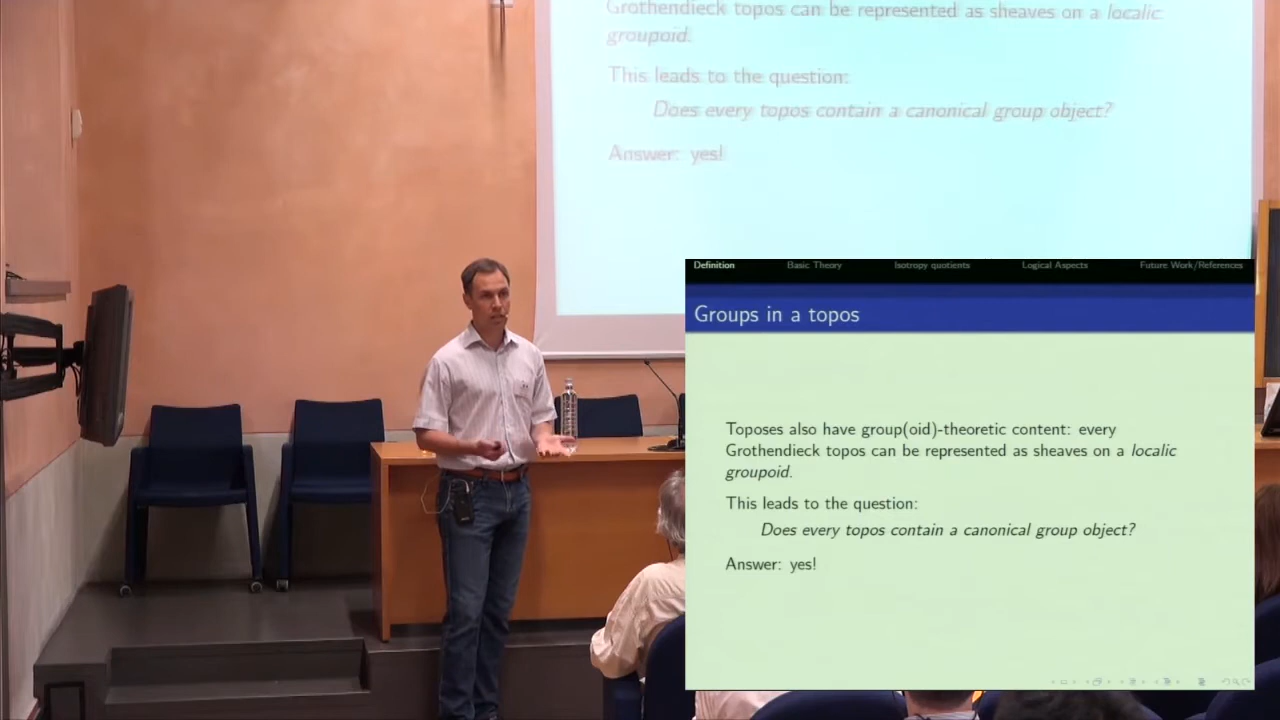 Grothendieck topos can be represented as sheaves on a localic
groupoid.
This leads to the question:
Does every topos contain a canonical group object?
Answer: yes!
Definition Basic Theory Isotropy quotients Logical Aspects Future Work/References
Groups in a topos
Toposes also have group(oid)-theoretic content: every
Grothendieck topos can be represented as sheaves on a localic
groupoid.
This leads to the question:
Does every topos contain a canonical group object?
Answer: yes!